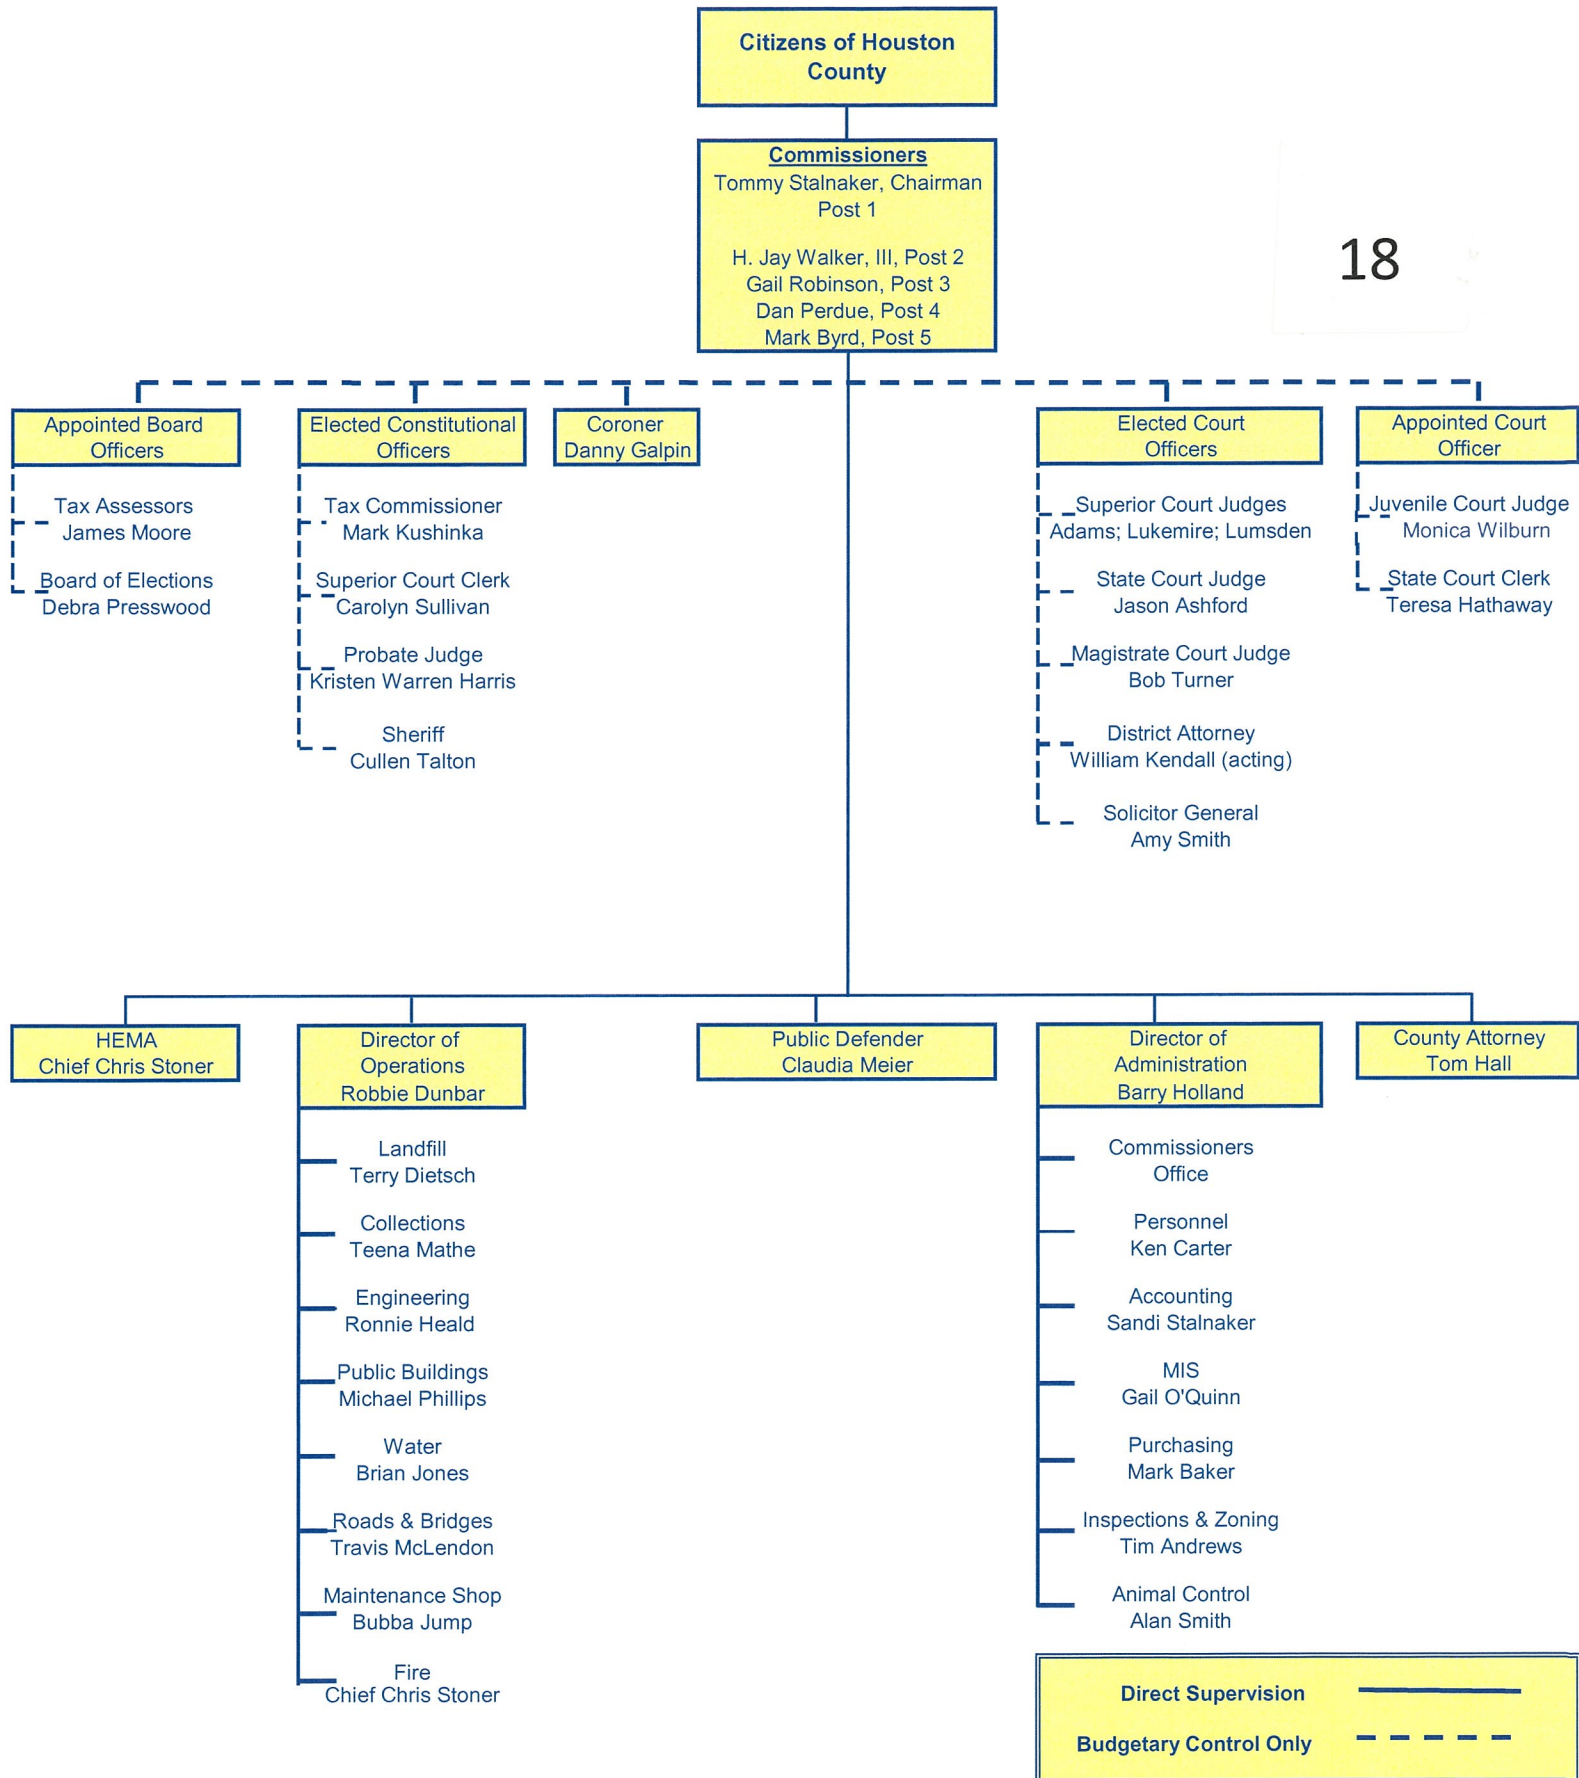 Citizens of Houston
County
Commissioners
Tommy Stalnaker, Chairman
Post 1
H. Jay Walker, III, Post 2
Gail Robinson, Post 3
Dan Perdue, Post 4
Mark Byrd, Post 5
18
Appointed Board
Officers
Tax Assessors
James Moore
Board of Elections
Debra Presswood
Elected Constitutional
Officers
Tax Commissioner
Mark Kushinka
Superior Court Clerk
Carolyn Sullivan
Probate Judge
Kristen Warren Harris
Sheriff
Cullen Talton
Coroner
Danny Galpin
Elected Court
Officers
Superior Court Judges
Adams; Lukemire; Lumsden
State Court Judge
Jason Ashford
Magistrate Court Judge
Bob Turner
District Attorney
William Kendall (acting)
Solicitor General
Amy Smith
Appointed Court
Officer
Juvenile Court Judge
Monica Wilburn
State Court Clerk
Teresa Hathaway
HEMA
Chief Chris Stoner
Director of
Operations
Robbie Dunbar
Landfill
Terry Dietsch
Collections
Teena Mathe
Engineering
Ronnie Heald
Public Buildings
Michael Phillips
Water
Brian Jones
Roads & Bridges
Travis McLendon
Maintenance Shop
Bubba Jump
Fire
Chief Chris Stoner
Public Defender
Claudia Meier
Director of
Administration
Barry Holland
Commissioners
Office
Personnel
Ken Carter
Accounting
Sandi Stalnaker
MIS
Gail O'Quinn
Purchasing
Mark Baker
Inspections & Zoning
Tim Andrews
Animal Control
Alan Smith
County Attorney
Tom Hall
Direct Supervision
Budgetary Control Only